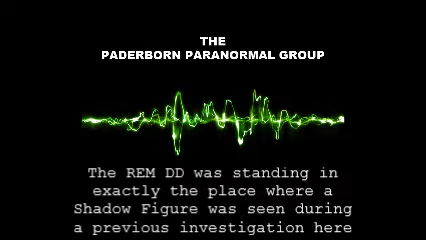 THE
PADERBORN PARANORMAL GROUP
The REM DD was standing in
exactly the place where a
Shadow Figure was seen during
a previous investigation here